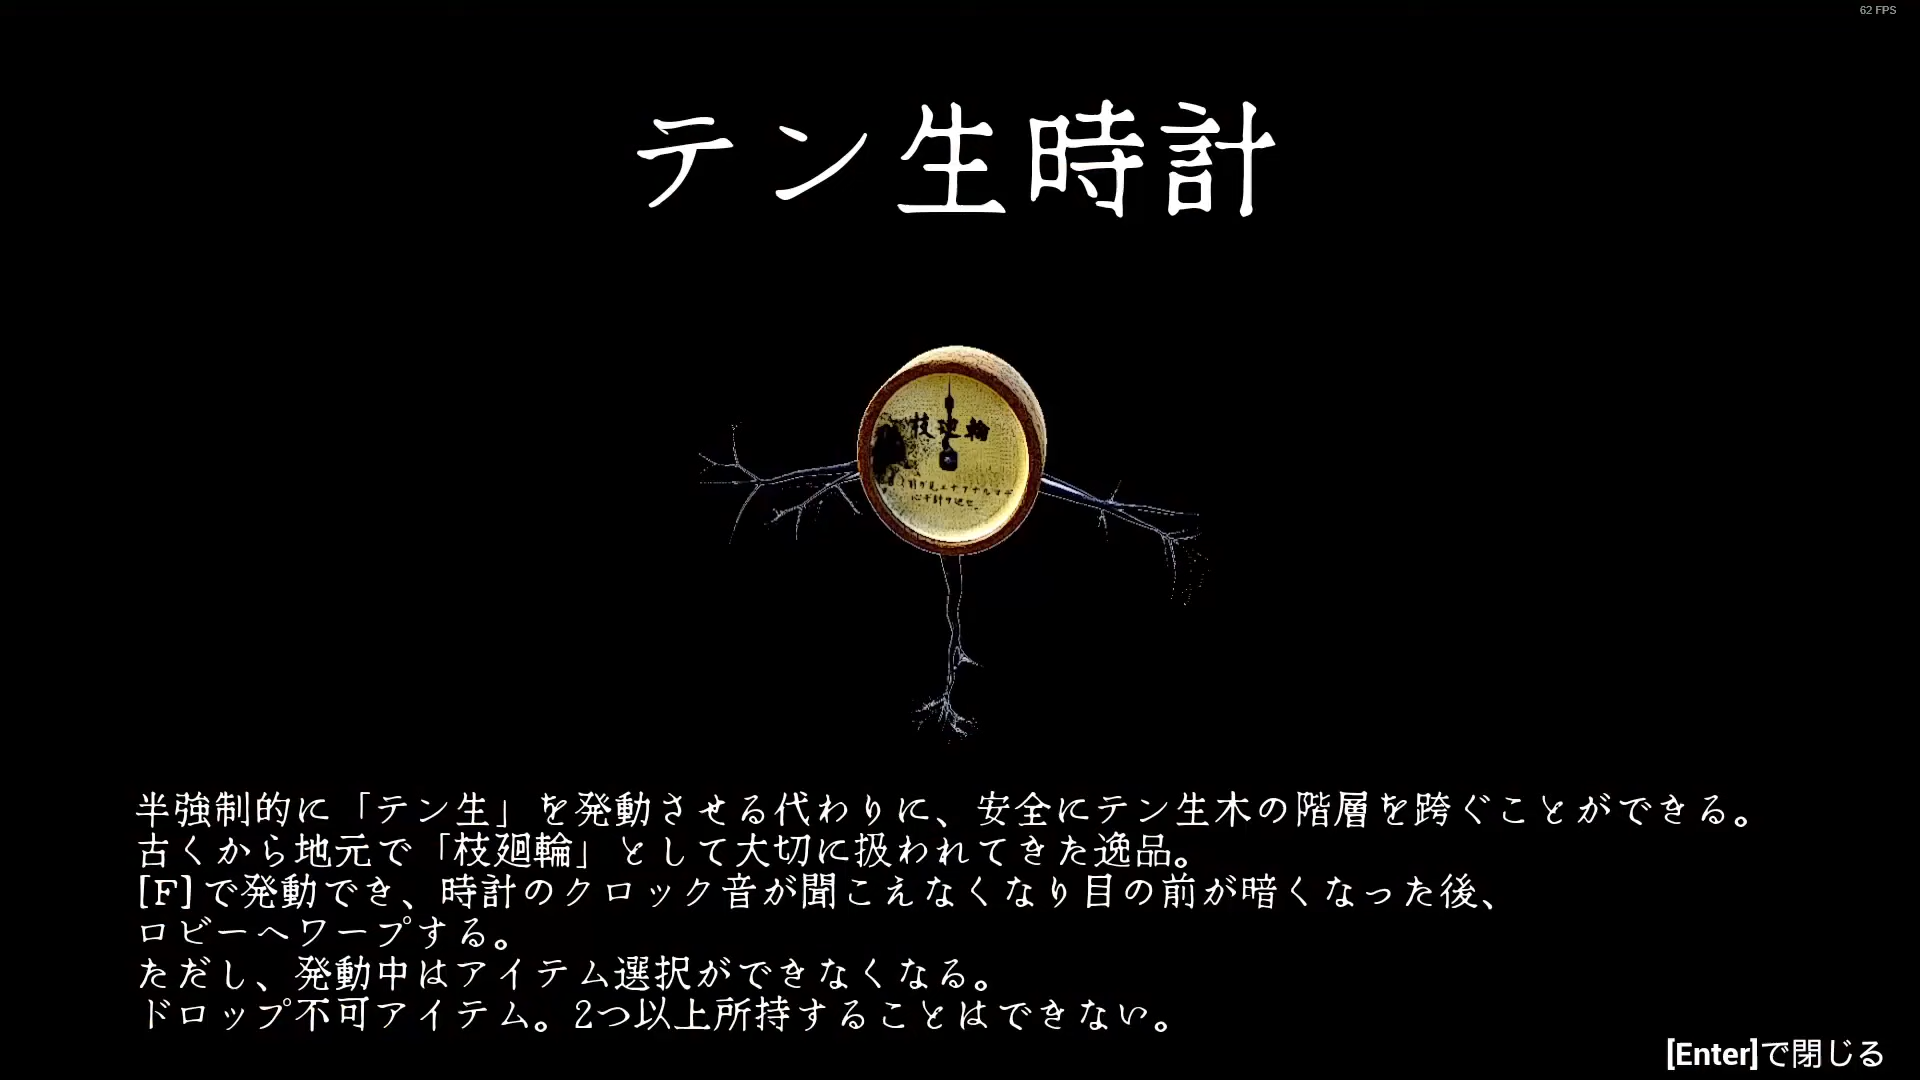 62 FPS
テン生時計
枝廻輪
半強制的に「テン生」を発動させる代わりに、安全にテン生木の階層を跨ぐことができる。
古くから地元で「枝廻輪」として大切に扱われてきた逸品。
[F]で発動でき、時計のクロック音が聞こえなくなり目の前が暗くなった後、
ロビーへワープする。
ただし、発動中はアイテム選択ができなくなる。
ドロップ不可アイテム。2つ以上所持することはできない。
[Enter]で閉じる